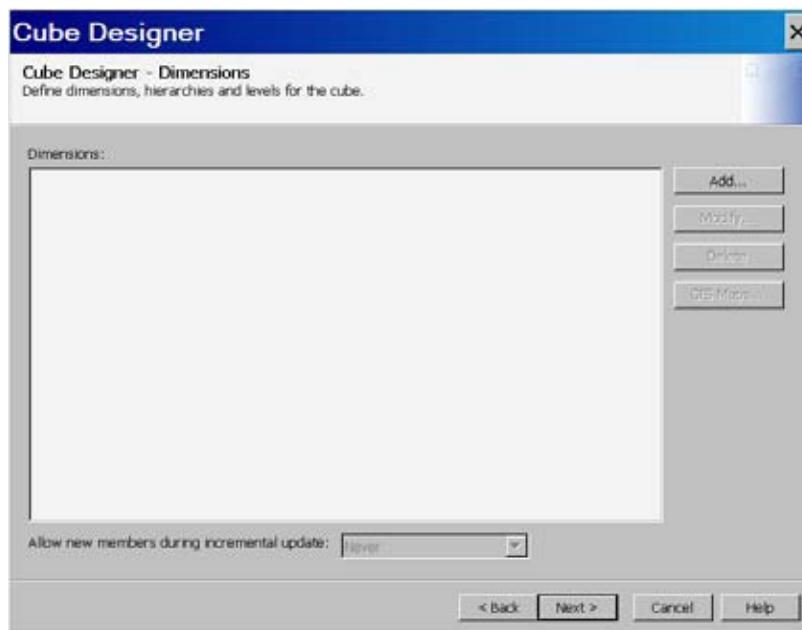 Cube Designer
Cube Designer - Dimensions
Define dimensions, hierarchies and levels for the cube.
Dimensions:
Add...
Modify...
Delete
GIS Maps...
Allow new members during incremental update:
Never
< Back
Next >
Cancel
Help